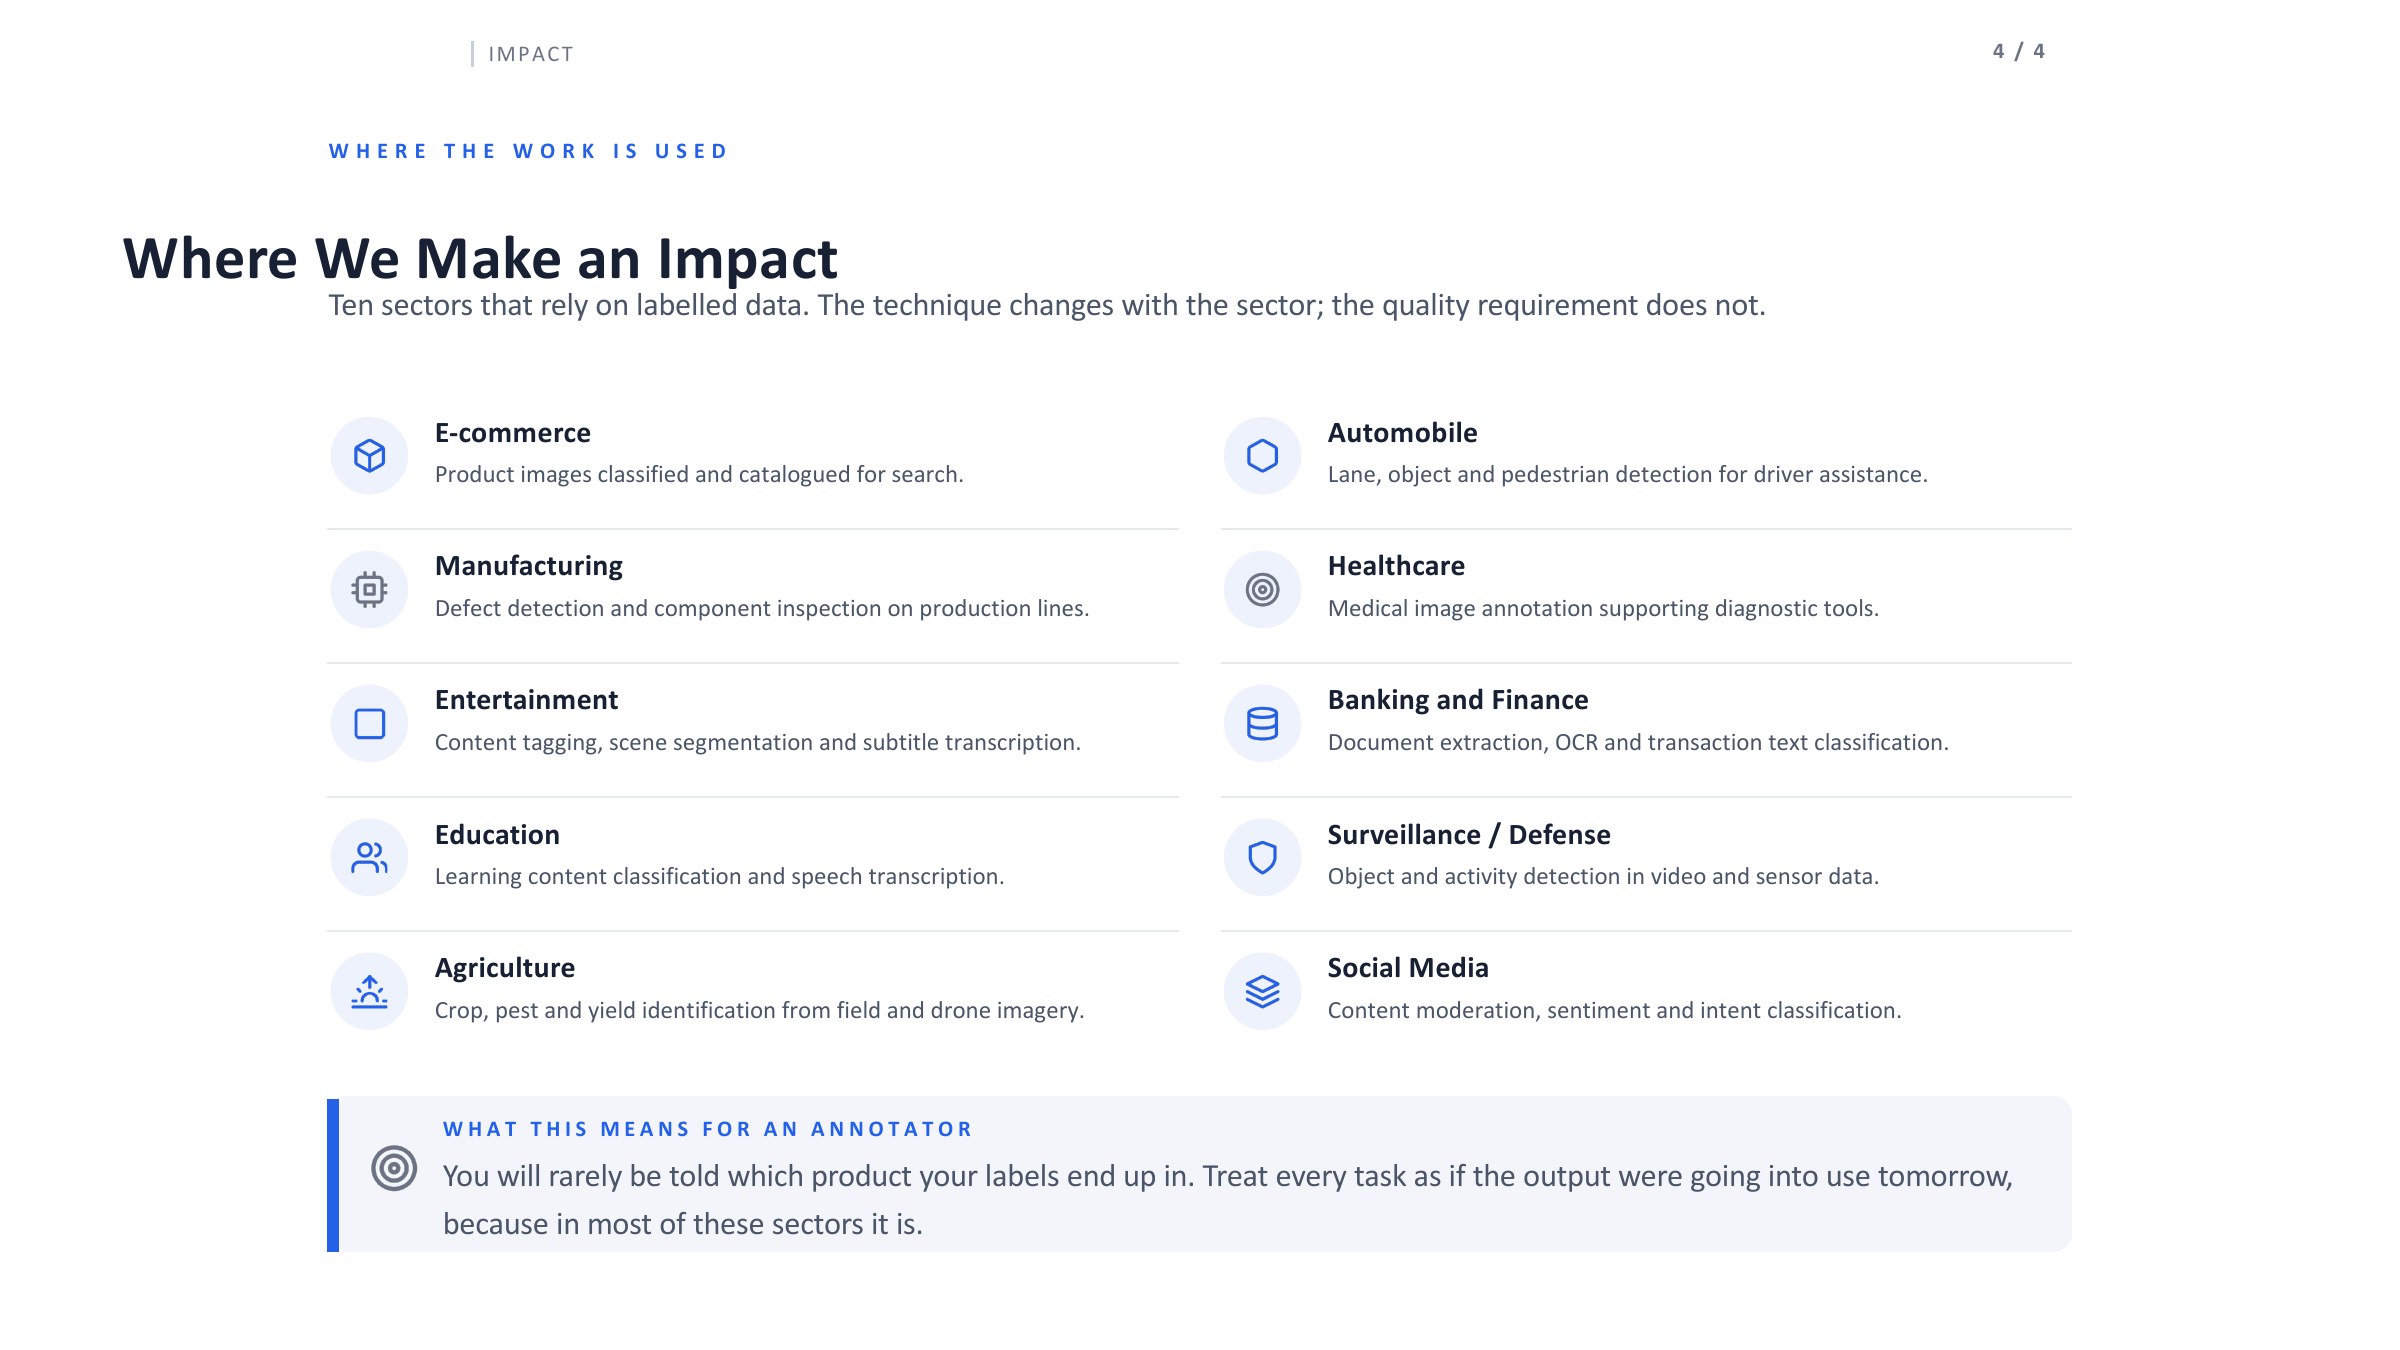 IMPACT
4 / 4
WHERE THE WORK IS USED
Where We Make an Impact
Ten sectors that rely on labelled data. The technique changes with the sector; the quality requirement does not.
E-commerce
Product images classified and catalogued for search.
Automobile
Lane, object and pedestrian detection for driver assistance.
Manufacturing
Defect detection and component inspection on production lines.
Healthcare
Medical image annotation supporting diagnostic tools.
Entertainment
Content tagging, scene segmentation and subtitle transcription.
Banking and Finance
Document extraction, OCR and transaction text classification.
Education
Learning content classification and speech transcription.
Surveillance / Defense
Object and activity detection in video and sensor data.
Agriculture
Crop, pest and yield identification from field and drone imagery.
Social Media
Content moderation, sentiment and intent classification.
WHAT THIS MEANS FOR AN ANNOTATOR
You will rarely be told which product your labels end up in. Treat every task as if the output were going into use tomorrow,
because in most of these sectors it is.